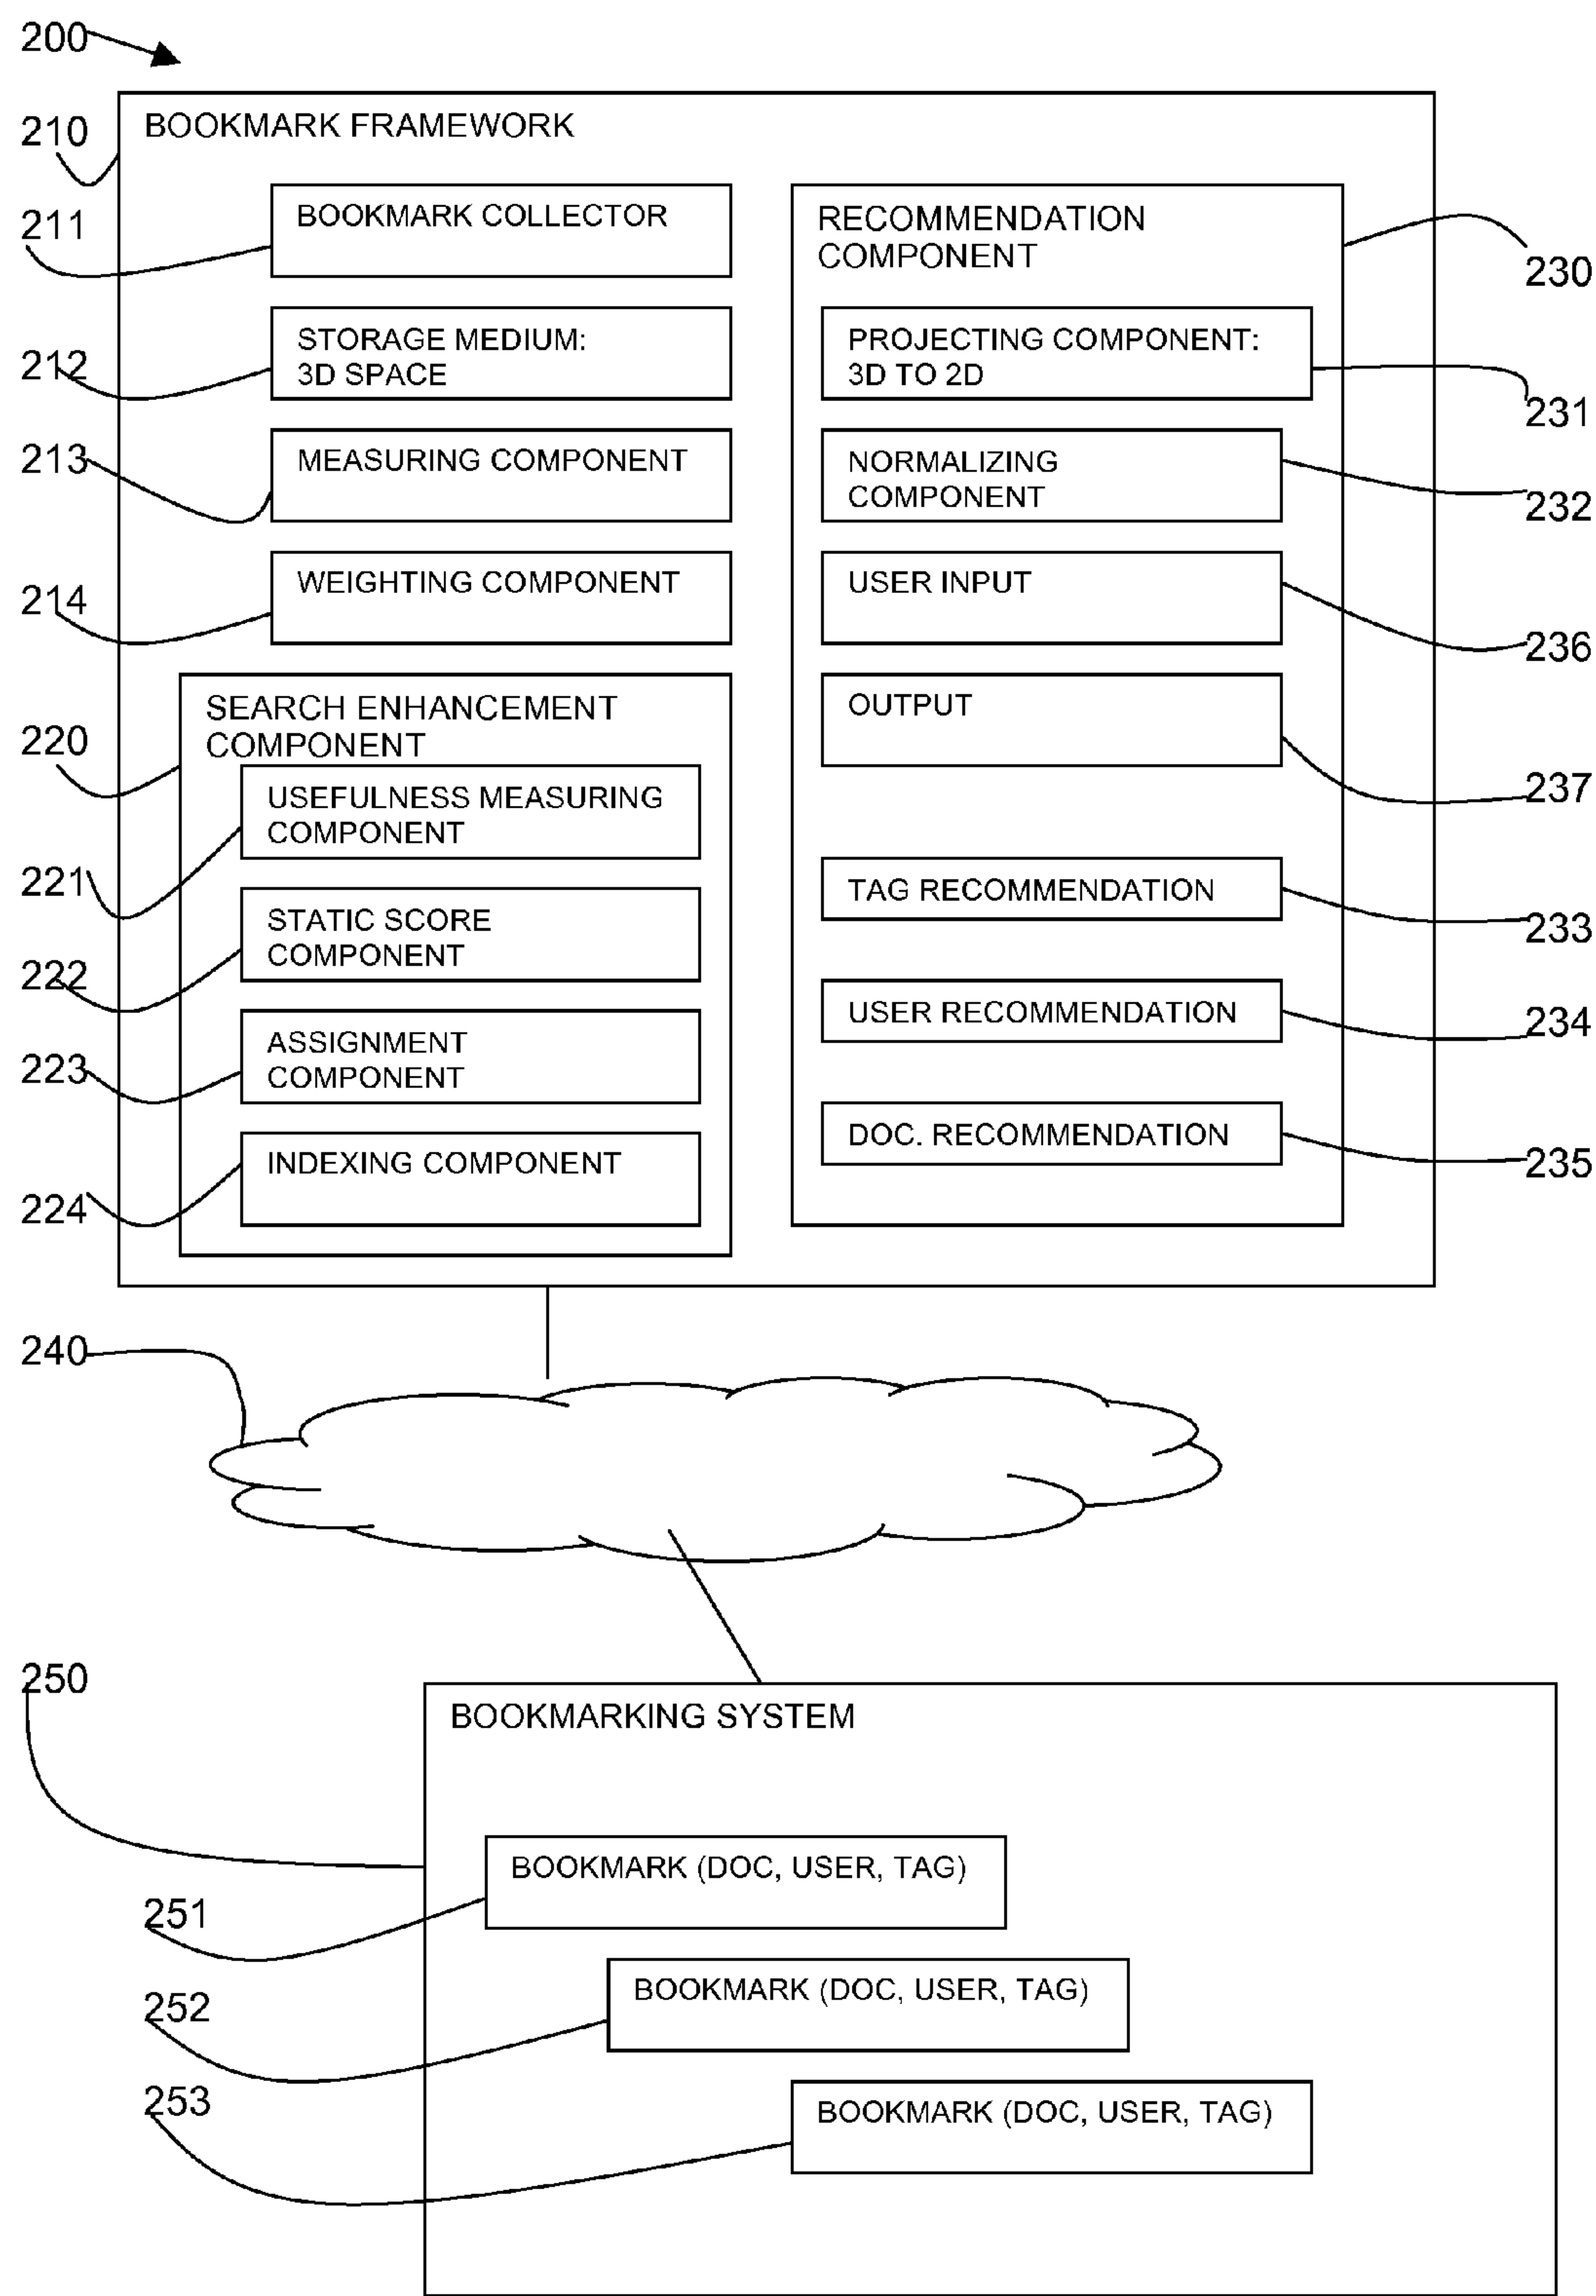 200
210
BOOKMARK FRAMEWORK
211
BOOKMARK COLLECTOR
212
STORAGE MEDIUM:
3D SPACE
213
MEASURING COMPONENT
214
WEIGHTING COMPONENT
220
SEARCH ENHANCEMENT
COMPONENT
221
USEFULNESS MEASURING
COMPONENT
222
STATIC SCORE
COMPONENT
223
ASSIGNMENT
COMPONENT
224
INDEXING COMPONENT
RECOMMENDATION
COMPONENT
230
PROJECTING COMPONENT:
3D TO 2D
231
NORMALIZING
COMPONENT
232
USER INPUT
236
OUTPUT
237
TAG RECOMMENDATION
233
USER RECOMMENDATION
234
DOC. RECOMMENDATION
235
240
250
BOOKMARKING SYSTEM
251
BOOKMARK (DOC, USER, TAG)
252
BOOKMARK (DOC, USER, TAG)
253
BOOKMARK (DOC, USER, TAG)